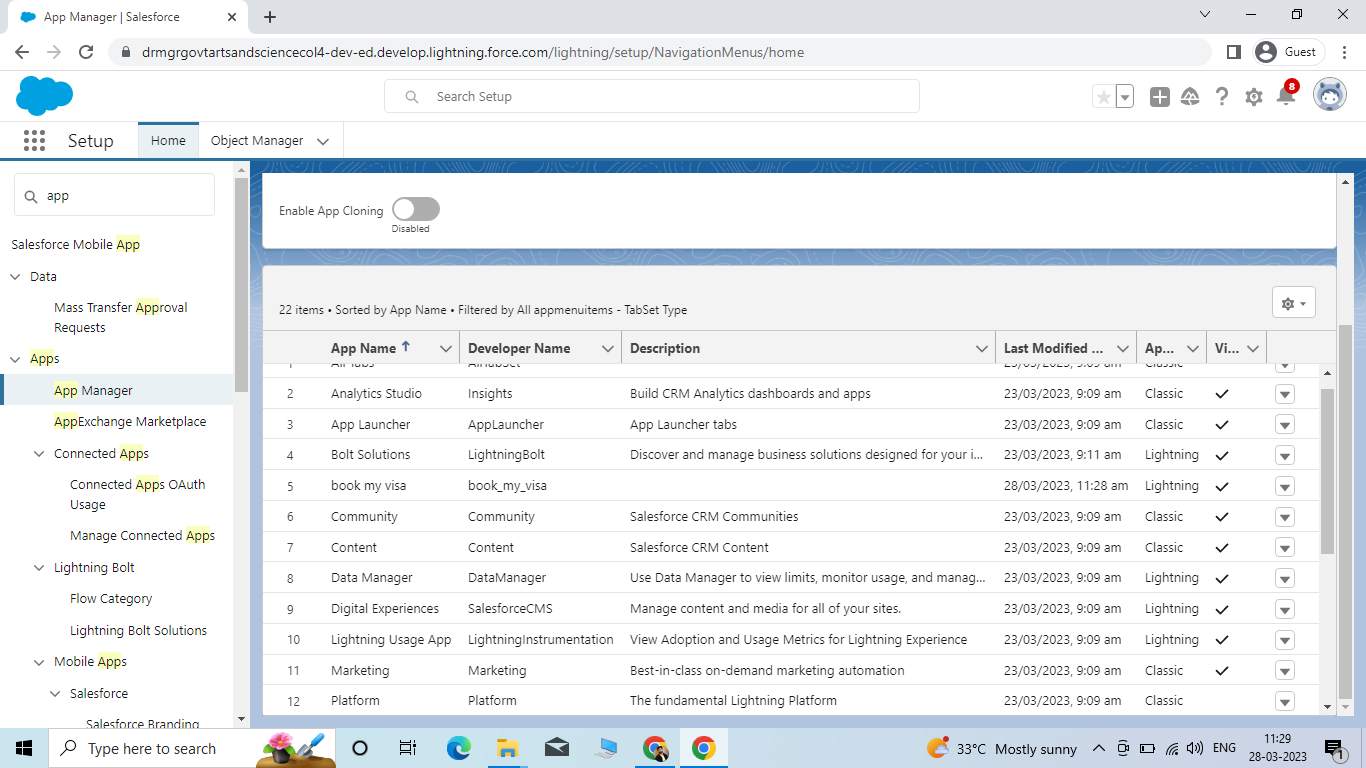 App Manager | Salesforce
drmgrgovtartsandsciencecol4-dev-ed.develop.lightning.force.com/lightning/setup/NavigationMenus/home
Guest
Search Setup
8
Setup
Home
Object Manager
app
Salesforce Mobile App
Data
Mass Transfer Approval
Requests
Apps
App Manager
AppExchange Marketplace
Connected Apps
Connected Apps OAuth
Usage
Manage Connected Apps
Lightning Bolt
Flow Category
Lightning Bolt Solutions
Mobile Apps
Salesforce
Salesforce Branding
Enable App Cloning
Disabled
22 items • Sorted by App Name • Filtered by All appmenuitems - TabSet Type
App Name Developer Name Description Last Modified ... Ap... Vi...
All Tabs AllTabSet 23/03/2023, 9:09 am Classic
2 Analytics Studio Insights Build CRM Analytics dashboards and apps 23/03/2023, 9:09 am Classic
3 App Launcher AppLauncher App Launcher tabs 23/03/2023, 9:09 am Classic
4 Bolt Solutions LightningBolt Discover and manage business solutions designed for your i... 23/03/2023, 9:11 am Lightning
5 book my visa book_my_visa 28/03/2023, 11:28 am Lightning
6 Community Community Salesforce CRM Communities 23/03/2023, 9:09 am Classic
7 Content Content Salesforce CRM Content 23/03/2023, 9:09 am Classic
8 Data Manager DataManager Use Data Manager to view limits, monitor usage, and manag... 23/03/2023, 9:09 am Lightning
9 Digital Experiences SalesforceCMS Manage content and media for all of your sites. 23/03/2023, 9:09 am Lightning
10 Lightning Usage App LightningInstrumentation View Adoption and Usage Metrics for Lightning Experience 23/03/2023, 9:09 am Lightning
11 Marketing Marketing Best-in-class on-demand marketing automation 23/03/2023, 9:09 am Classic
12 Platform Platform The fundamental Lightning Platform 23/03/2023, 9:09 am Classic
Type here to search
33°C Mostly sunny
ENG
11:29
28-03-2023
1